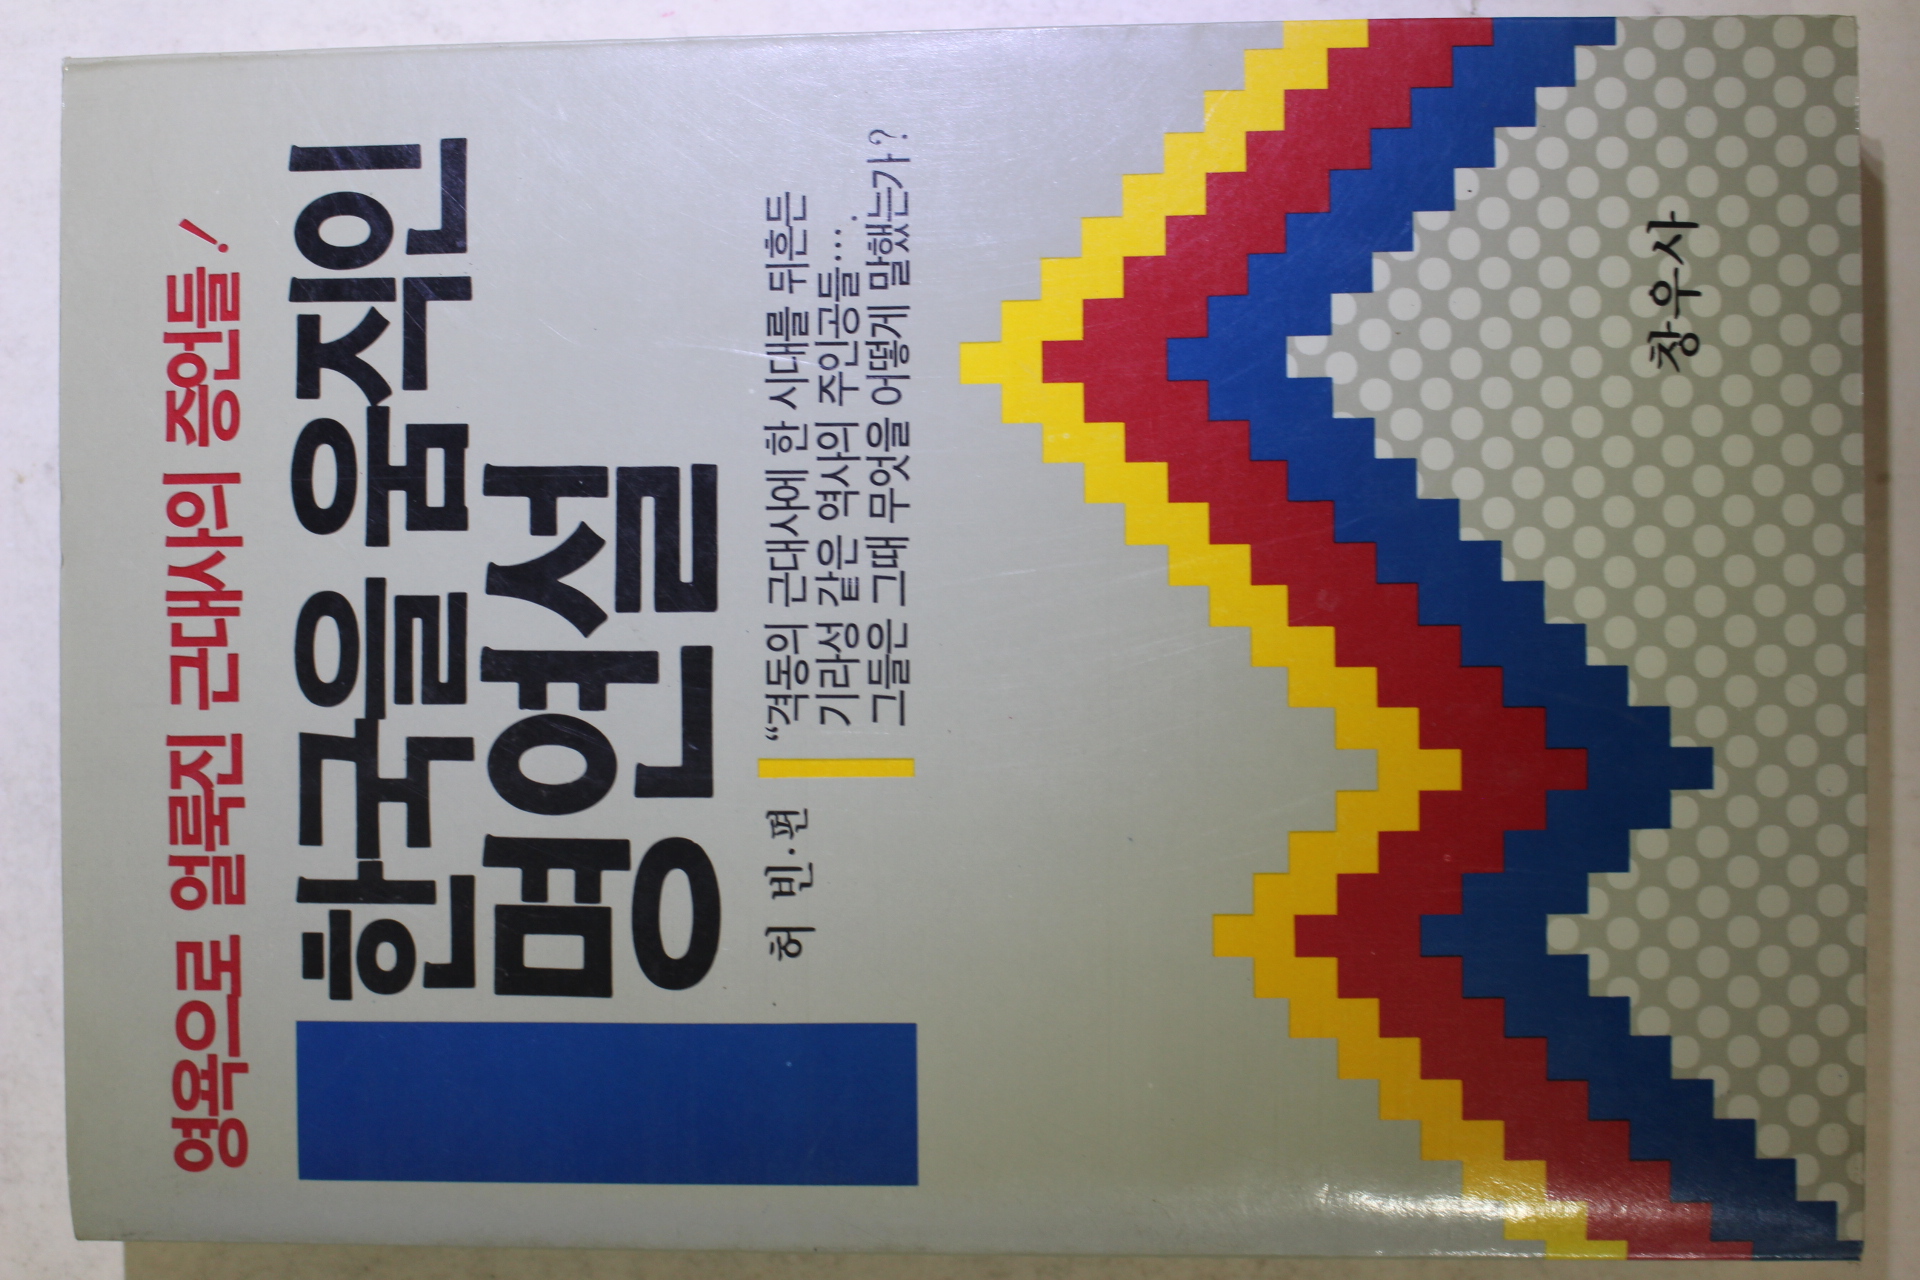 영욕으로 얼룩진 근대사의 증언들!
한국을 움직인
명연설
허 빈·편
“격동의 근대사에 한 시대를 뒤흔든
기라성 같은 역사의 주인공들….
그들은 그때 무엇을 어떻게 말했는가?
창우사